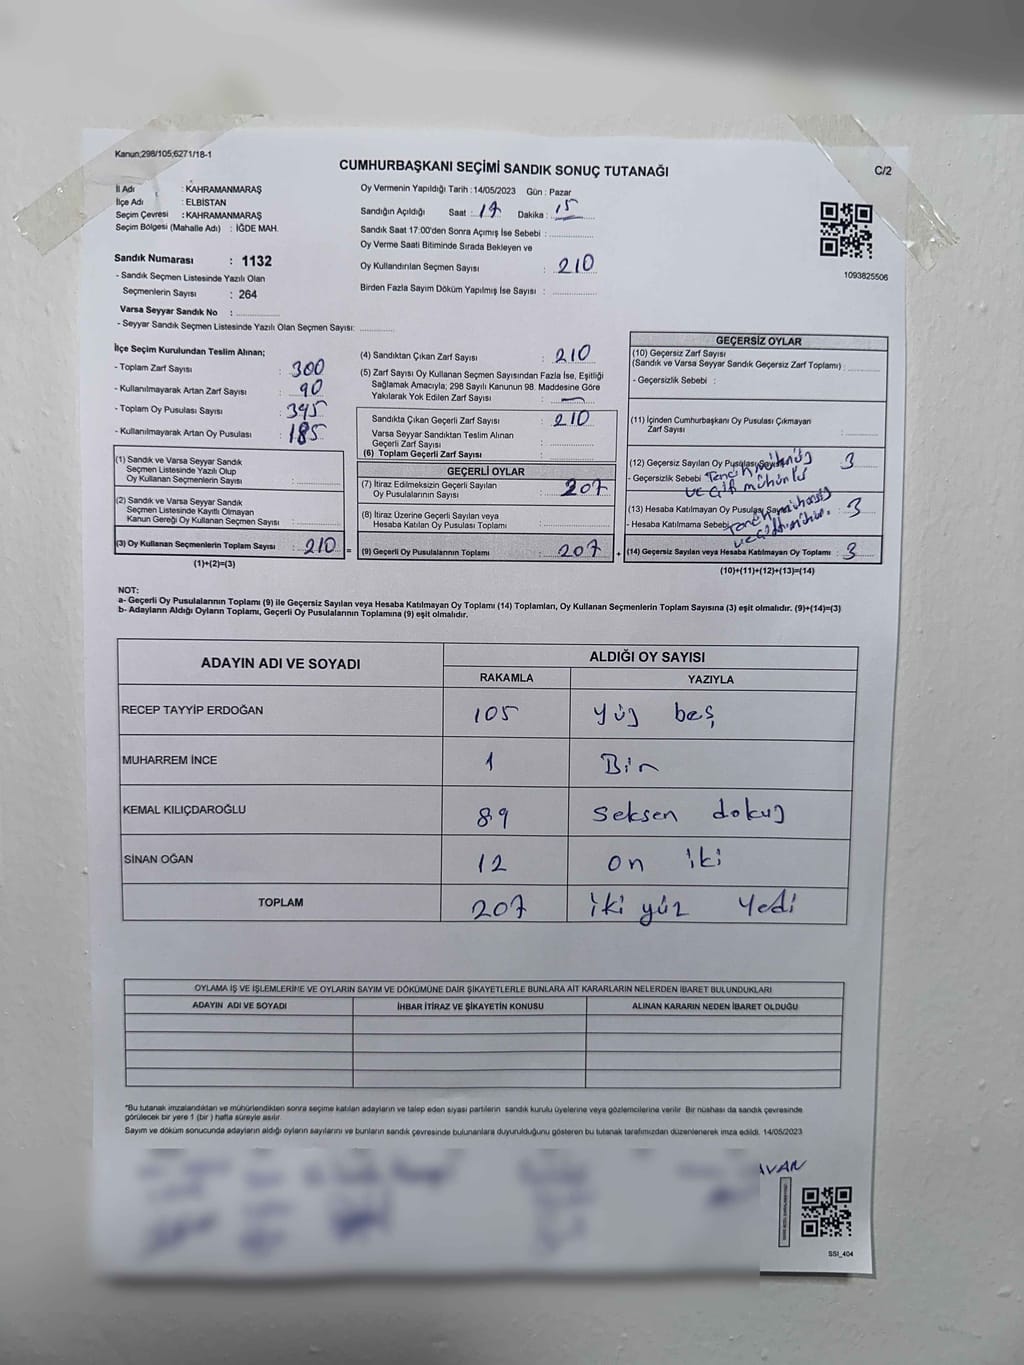 Kanun;298/105;6271/18-1
CUMHURBAŞKANI SEÇİMİ SANDIK SONUÇ TUTANAĞI
C/2
İl Adı : KAHRAMANMARAŞ
İlçe Adı : ELBİSTAN
Seçim Çevresi : KAHRAMANMARAŞ
Seçim Bölgesi (Mahalle Adı) : İĞDE MAH.
Oy Vermenin Yapıldığı Tarih : 14/05/2023 Gün : Pazar
Sandığın Açıldığı Saat : 17 Dakika : 15
Sandık Saati 17:00'den Sonra Açımış İse Sebebi :
Oy Verme Saati Bitiminde Sırada Bekleyen ve
Oy Kullandırılan Seçmen Sayısı : 210
Birden Fazla Sayım Döküm Yapılmış İse Sayısı :
1093825506
Sandık Numarası : 1132
- Sandık Seçmen Listesinde Yazılı Olan
Seçmenlerin Sayısı : 264
Varsa Seyyar Sandık No :
- Seyyar Sandık Seçmen Listesinde Yazılı Olan Seçmen Sayısı:
İlçe Seçim Kurulundan Teslim Alınan;
- Toplam Zarf Sayısı : 300
- Kullanılmayarak Artan Zarf Sayısı : 90
- Toplam Oy Pusulası Sayısı : 395
- Kullanılmayarak Artan Oy Pusulası : 185
(1) Sandık ve Varsa Seyyar Sandık
Seçmen Listesinde Yazılı Olup
Oy Kullanan Seçmenlerin Sayısı :
(2) Sandık ve Varsa Seyyar Sandık
Seçmen Listesinde Kayıtlı Olmayan
Kanun Gereği Oy Kullanan Seçmen Sayısı :
(3) Oy Kullanan Seçmenlerin Toplam Sayısı : 210 =
(1)+(2)=(3)
(4) Sandıktan Çıkan Zarf Sayısı : 210
(5) Zarf Sayısı Oy Kullanan Seçmen Sayısından Fazla İse, Eşitliği
Sağlamak Amacıyla; 298 Sayılı Kanunun 98. Maddesine Göre
Yakılarak Yok Edilen Zarf Sayısı : —
Sandıkta Çıkan Geçerli Zarf Sayısı : 210
Varsa Seyyar Sandıktan Teslim Alınan
Geçerli Zarf Sayısı :
(6) Toplam Geçerli Zarf Sayısı :
GEÇERLİ OYLAR
(7) İtiraz Edilmeksizin Geçerli Sayılan
Oy Pusulalarının Sayısı : 207
(8) İtiraz Üzerine Geçerli Sayılan veya
Hesaba Katılan Oy Pusulası Toplamı :
(9) Geçerli Oy Pusulalarının Toplamı : 207 +
GEÇERSİZ OYLAR
(10) Geçersiz Zarf Sayısı
(Sandık ve Varsa Seyyar Sandık Geçersiz Zarf Toplamı) :
- Geçersizlik Sebebi :
(11) İçinden Cumhurbaşkanı Oy Pusulası Çıkmayan
Zarf Sayısı :
(12) Geçersiz Sayılan Oy Pusulası Sayısı 3
- Geçersizlik Sebebi
ve çift mühürlü
(13) Hesaba Katılmayan Oy Pusulası Sayısı 3
- Hesaba Katılmama Sebebi
(14) Geçersiz Sayılan veya Hesaba Katılmayan Oy Toplamı : 3
(10)+(11)+(12)+(13)=(14)
NOT:
a- Geçerli Oy Pusulasının Toplamı (9) ile Geçersiz Sayılan veya Hesaba Katılmayan Oy Toplamı (14) Toplamları, Oy Kullanan Seçmenlerin Toplam Sayısına (3) eşit olmalıdır. (9)+(14)=(3)
b- Adayların Aldığı Oyların Toplamı, Geçerli Oy Pusulalarının Toplamına (9) eşit olmalıdır.
ADAYIN ADI VE SOYADI ALDIĞI OY SAYISI
RAKAMLA YAZIYLA
RECEP TAYYİP ERDOĞAN 105 yüz beş
MUHARREM İNCE 1 Bir
KEMAL KILIÇDAROĞLU 89 seksen dokuz
SİNAN OĞAN 12 on iki
TOPLAM 207 iki yüz yedi
OYLAMA İŞ VE İŞLEMLERİNE VE OYLARIN SAYIM VE DÖKÜMÜNE DAİR ŞİKAYETLERLE BUNLARA AİT KARARLARIN NELERDEN İBARET BULUNDUKLARI
ADAYIN ADI VE SOYADI İHBAR İTİRAZ VE ŞİKAYETİN KONUSU ALINAN KARARIN NEDEN İBARET OLDUĞU
*Bu tutanak imzalandıktan ve mühürlendikten sonra seçime katılan adayların ve talep eden siyasi partilerin sandık kurulu üyelerine veya gözlemcilerine verilir. Bir nüshası da sandık çevresinde
görülecek bir yere 1 (bir) hafta süreyle asılır.
Sayım ve döküm sonucunda adayların aldığı oyların sayılarını ve bunların sandık çevresinde bulunanlara duyurulduğunu gösteren bu tutanak tarafımızdan düzenlenerek imza edildi. 14/05/2023
AVAN
SSI_404